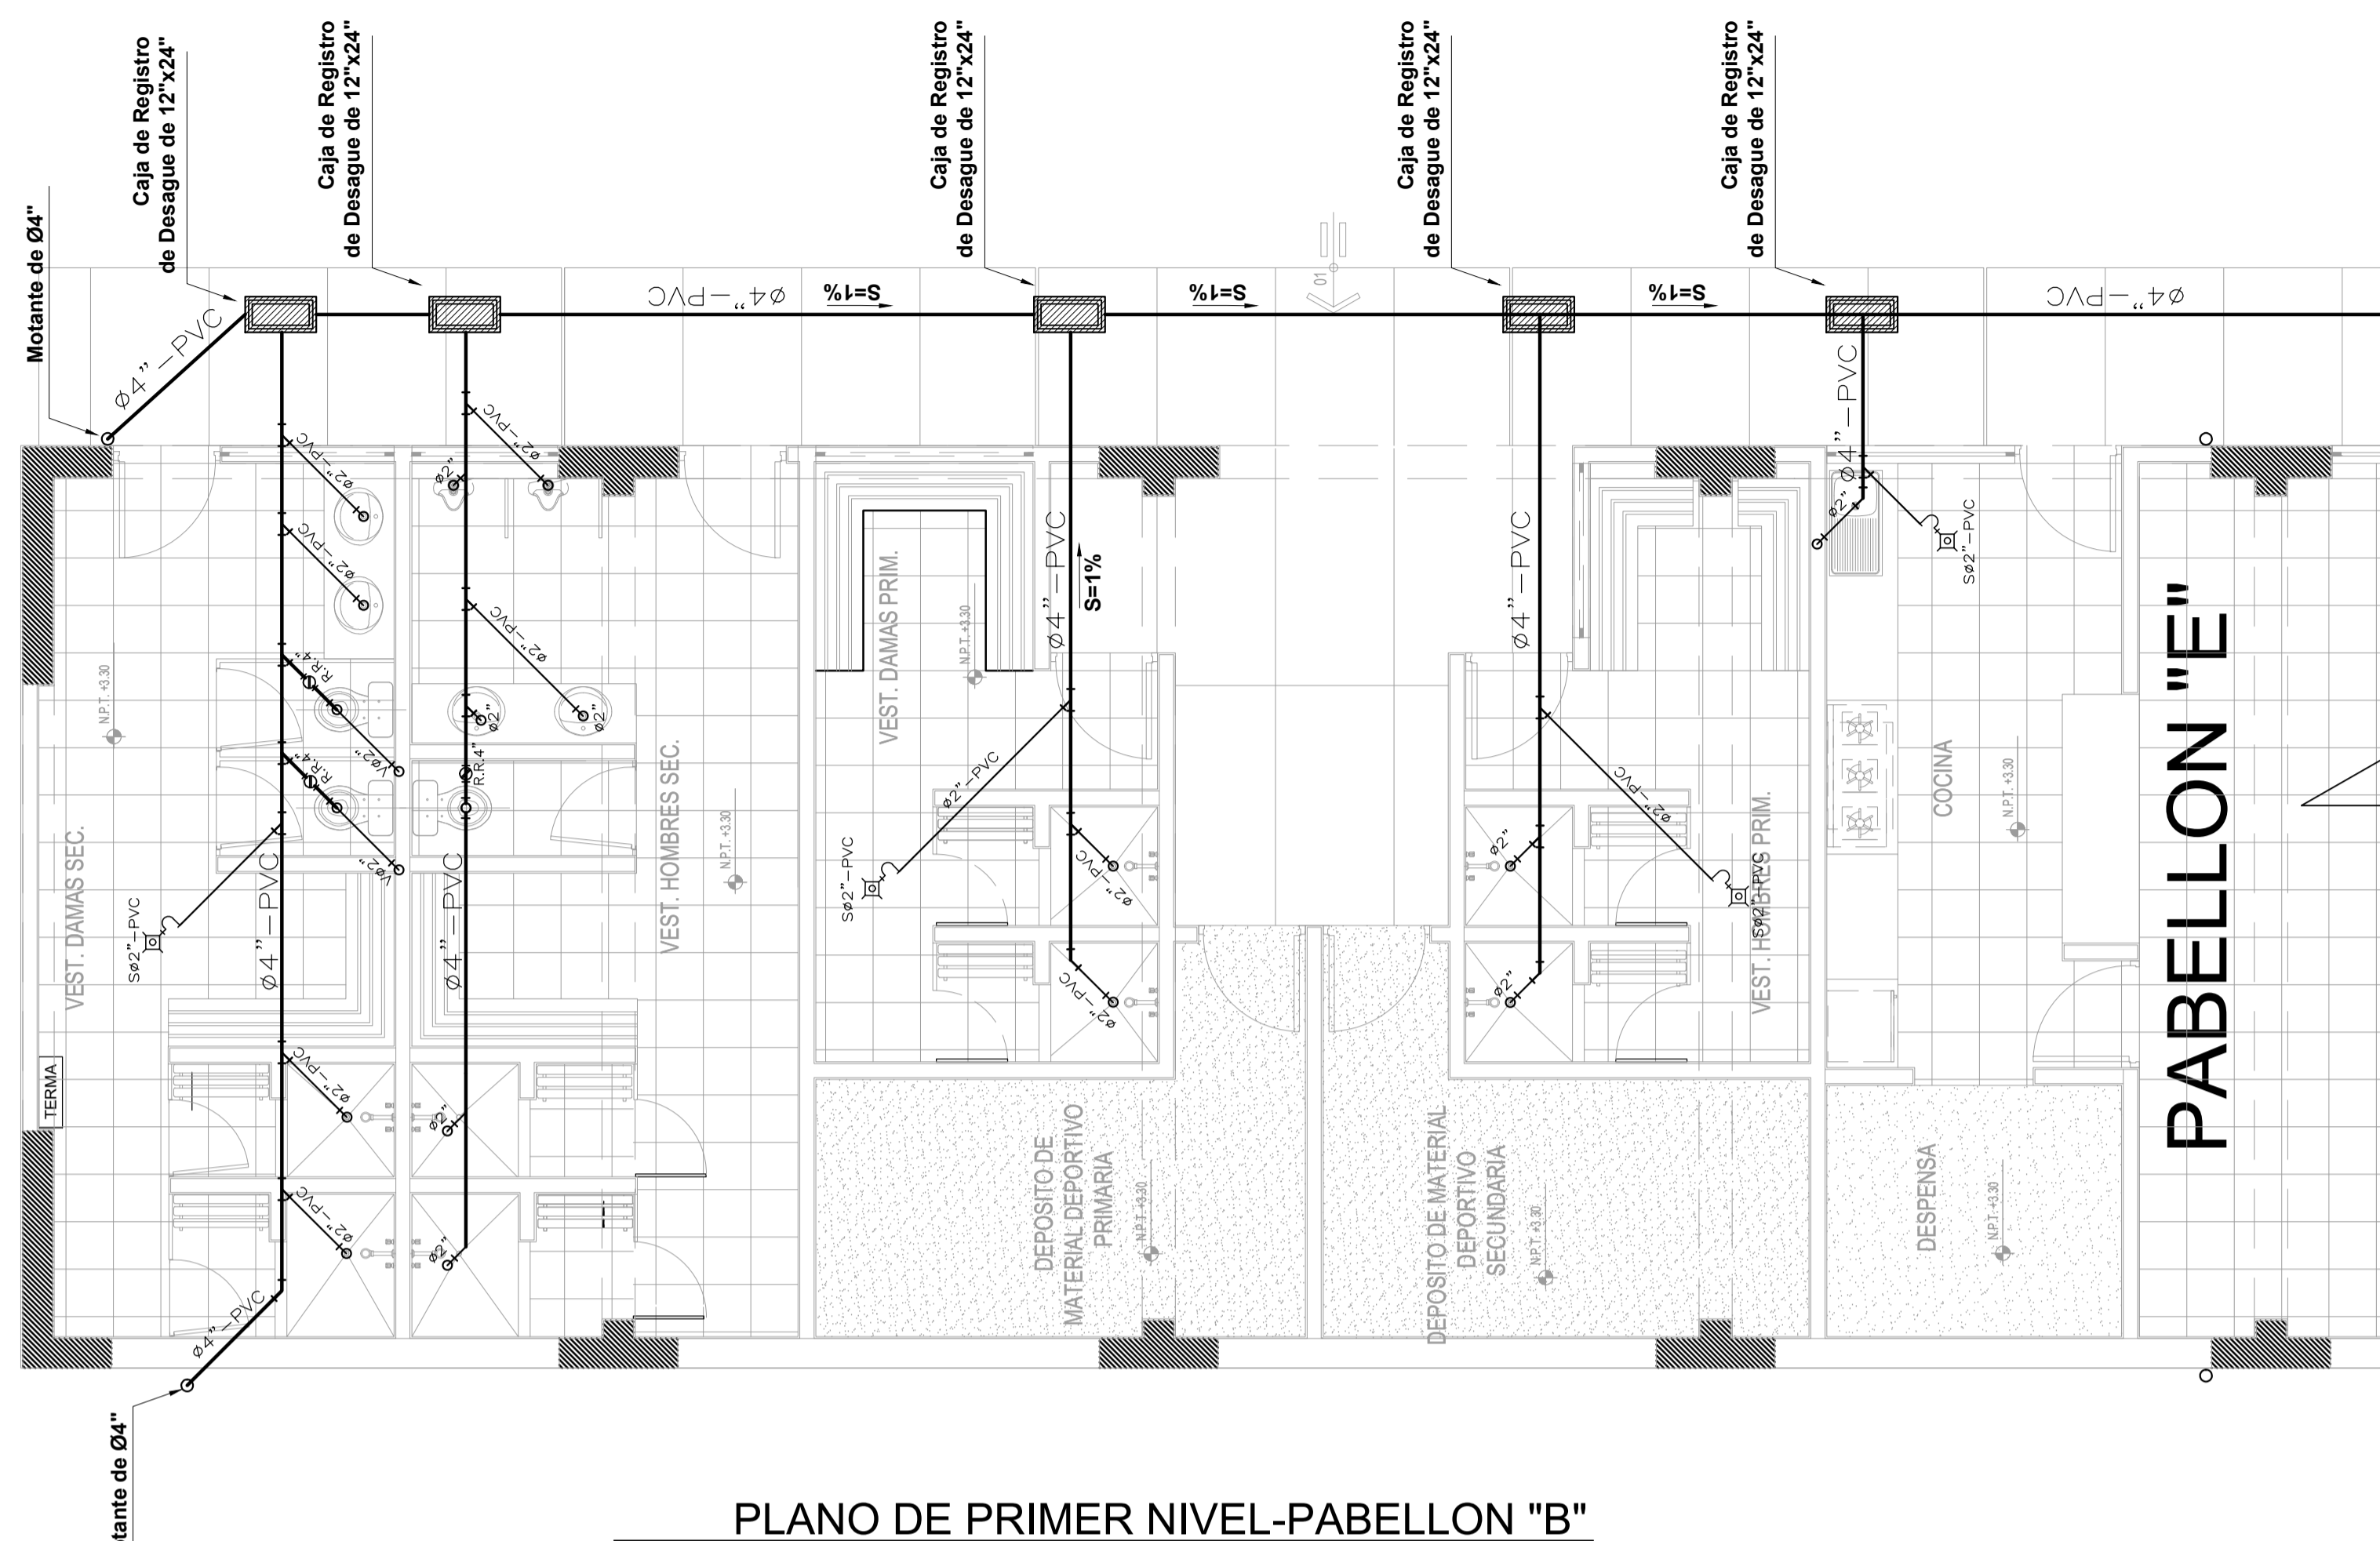 Motante de Ø4"
Caja de Registro
de Desague de 12"x24"
Caja de Registro
de Desague de 12"x24"
Caja de Registro
de Desague de 12"x24"
Caja de Registro
de Desague de 12"x24"
Caja de Registro
de Desague de 12"x24"
ø4"-PVC
ø4"-PVC
S=1%
S=1%
01
S=1%
ø4"-PVC
ø2"-PVC
ø2"-PVC
R.R.4"
Vø2"
R.R.4"
Vø2"
Sø2"-PVC
ø4"-PVC
ø2"-PVC
ø2"-PVC
ø4"-PVC
N.P.T. +3.30
VEST. DAMAS SEC.
TERMA
ø2"-PVC
ø2"
ø2"-PVC
ø2"
ø2"
R.R.4"
ø4"-PVC
ø2"
ø2"
VEST. HOMBRES SEC.
N.P.T. +3.30
VEST. DAMAS PRIM.
N.P.T. +3.30
ø4"-PVC
S=1%
ø2"-PVC
Sø2"-PVC
ø2"-PVC
ø2"-PVC
ø4"-PVC
ø2"-PVC
Sø2"-PVC
ø2"
ø2"
VEST. HOMBRES PRIM.
ø4"-PVC
ø2"
Sø2"-PVC
COCINA
N.P.T. +3.30
DEPOSITO DE
MATERIAL DEPORTIVO
PRIMARIA
N.P.T. +3.30
DEPOSITO DE MATERIAL
DEPORTIVO
SECUNDARIA
N.P.T. +3.30
DESPENSA
N.P.T. +3.30
PABELLON "E"
tante de Ø4"
PLANO DE PRIMER NIVEL-PABELLON "B"